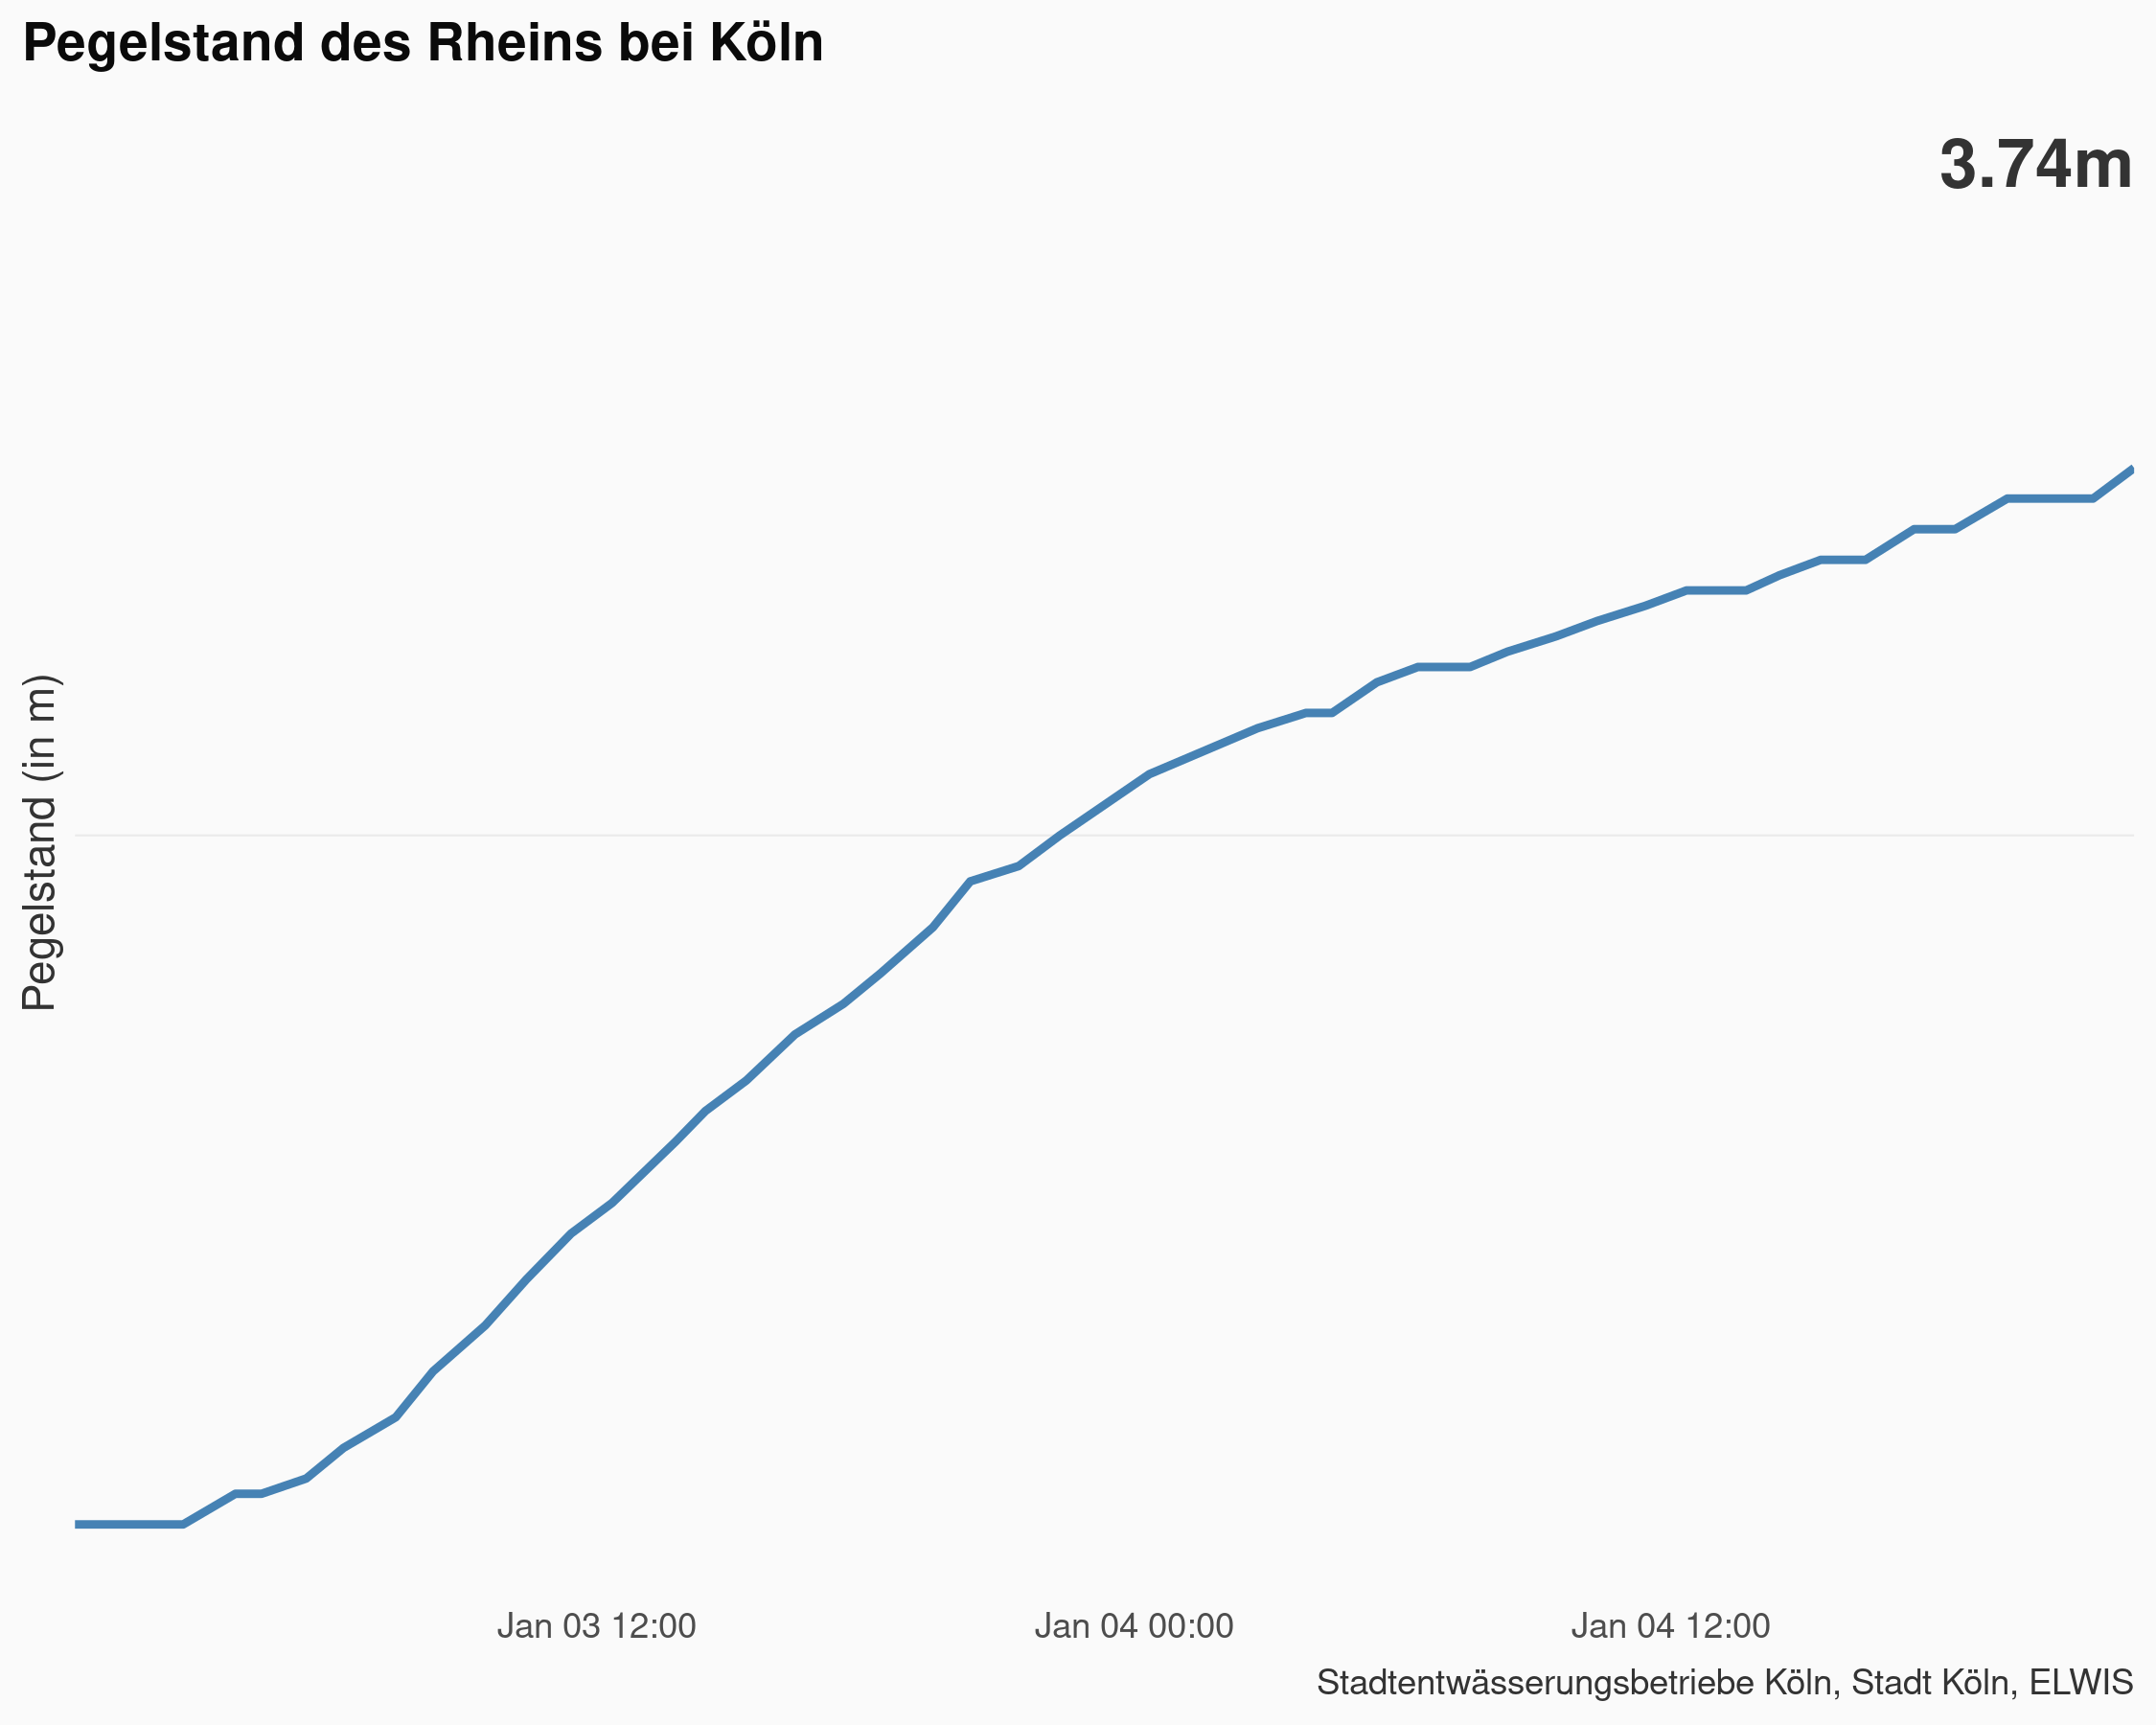 Pegelstand des Rheins bei Köln
3.74m
Pegelstand (in m)
Jan 03 12:00
Jan 04 00:00
Jan 04 12:00
Stadtentwässerungsbetriebe Köln, Stadt Köln, ELWIS